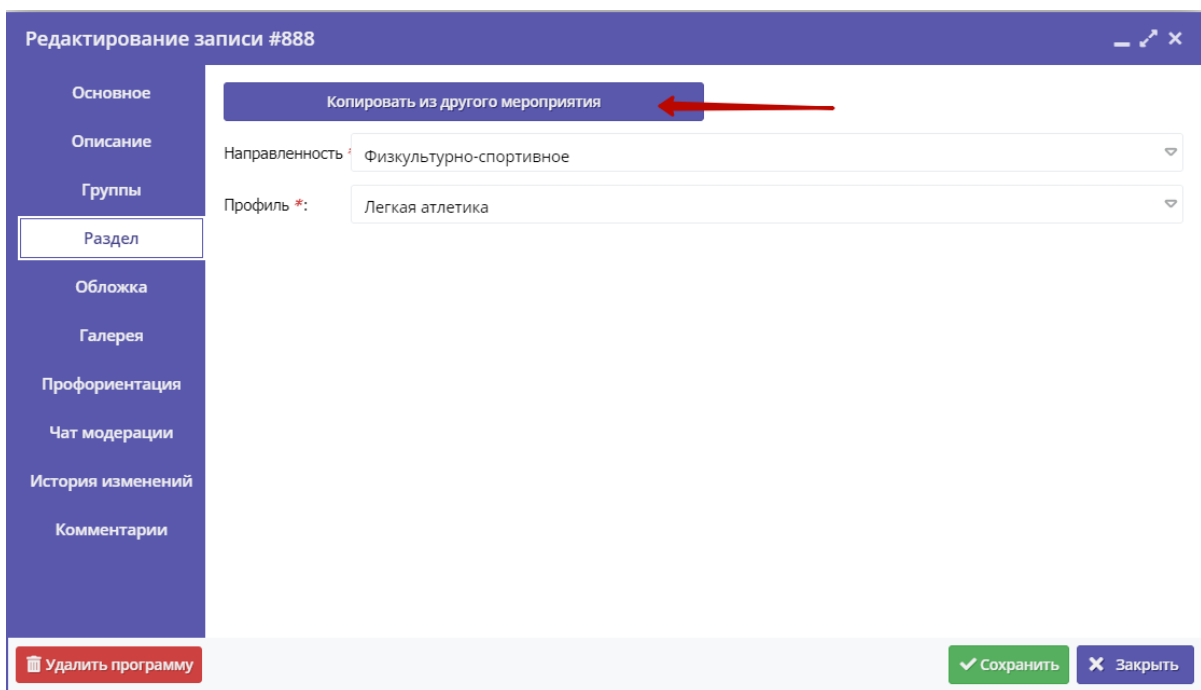 Редактирование записи #888
Основное
Описание
Группы
Раздел
Обложка
Галерея
Профориентация
Чат модерации
История изменений
Комментарии
Копировать из другого мероприятия
Направленность * Физкультурно-спортивное
Профиль *: Легкая атлетика
Удалить программу
Сохранить
Закрыть